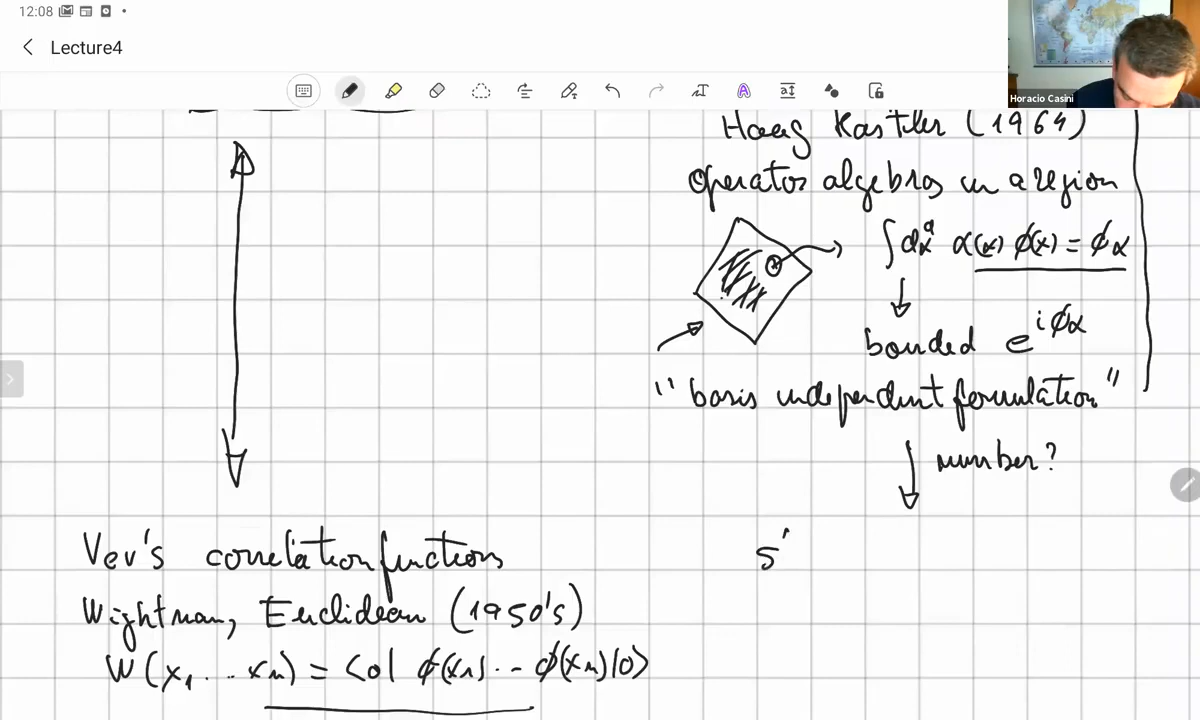 12:08
Lecture4
Horacio Casini
Haag Kastler (1964)
operator algebras in a region
∫ dx^d α(x) ϕ(x) = ϕα
bounded e^{iϕα}
"basis independent formulation"
number?
s'
Vev's correlation functions
Wightman, Euclidean (1950's)
W(x₁...xₙ) = <0| ϕ(x₁)...ϕ(xₙ)|0>